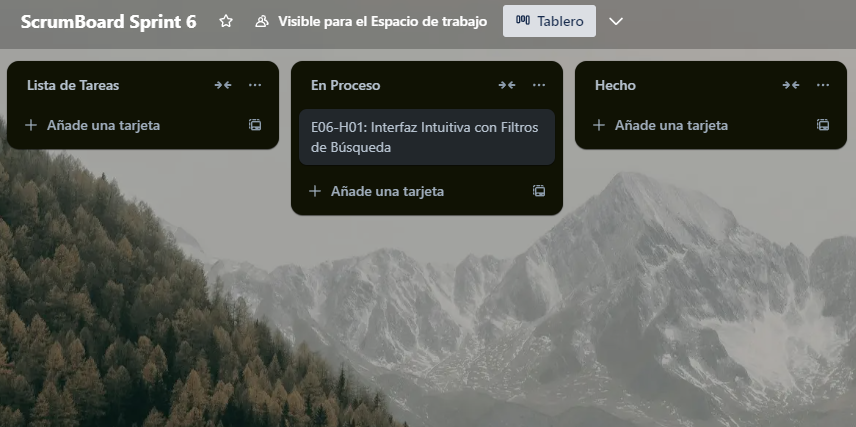 ScrumBoard Sprint 6
Visible para el Espacio de trabajo
Tablero
Lista de Tareas
Añade una tarjeta
En Proceso
E06-H01: Interfaz Intuitiva con Filtros
de Búsqueda
Añade una tarjeta
Hecho
Añade una tarjeta